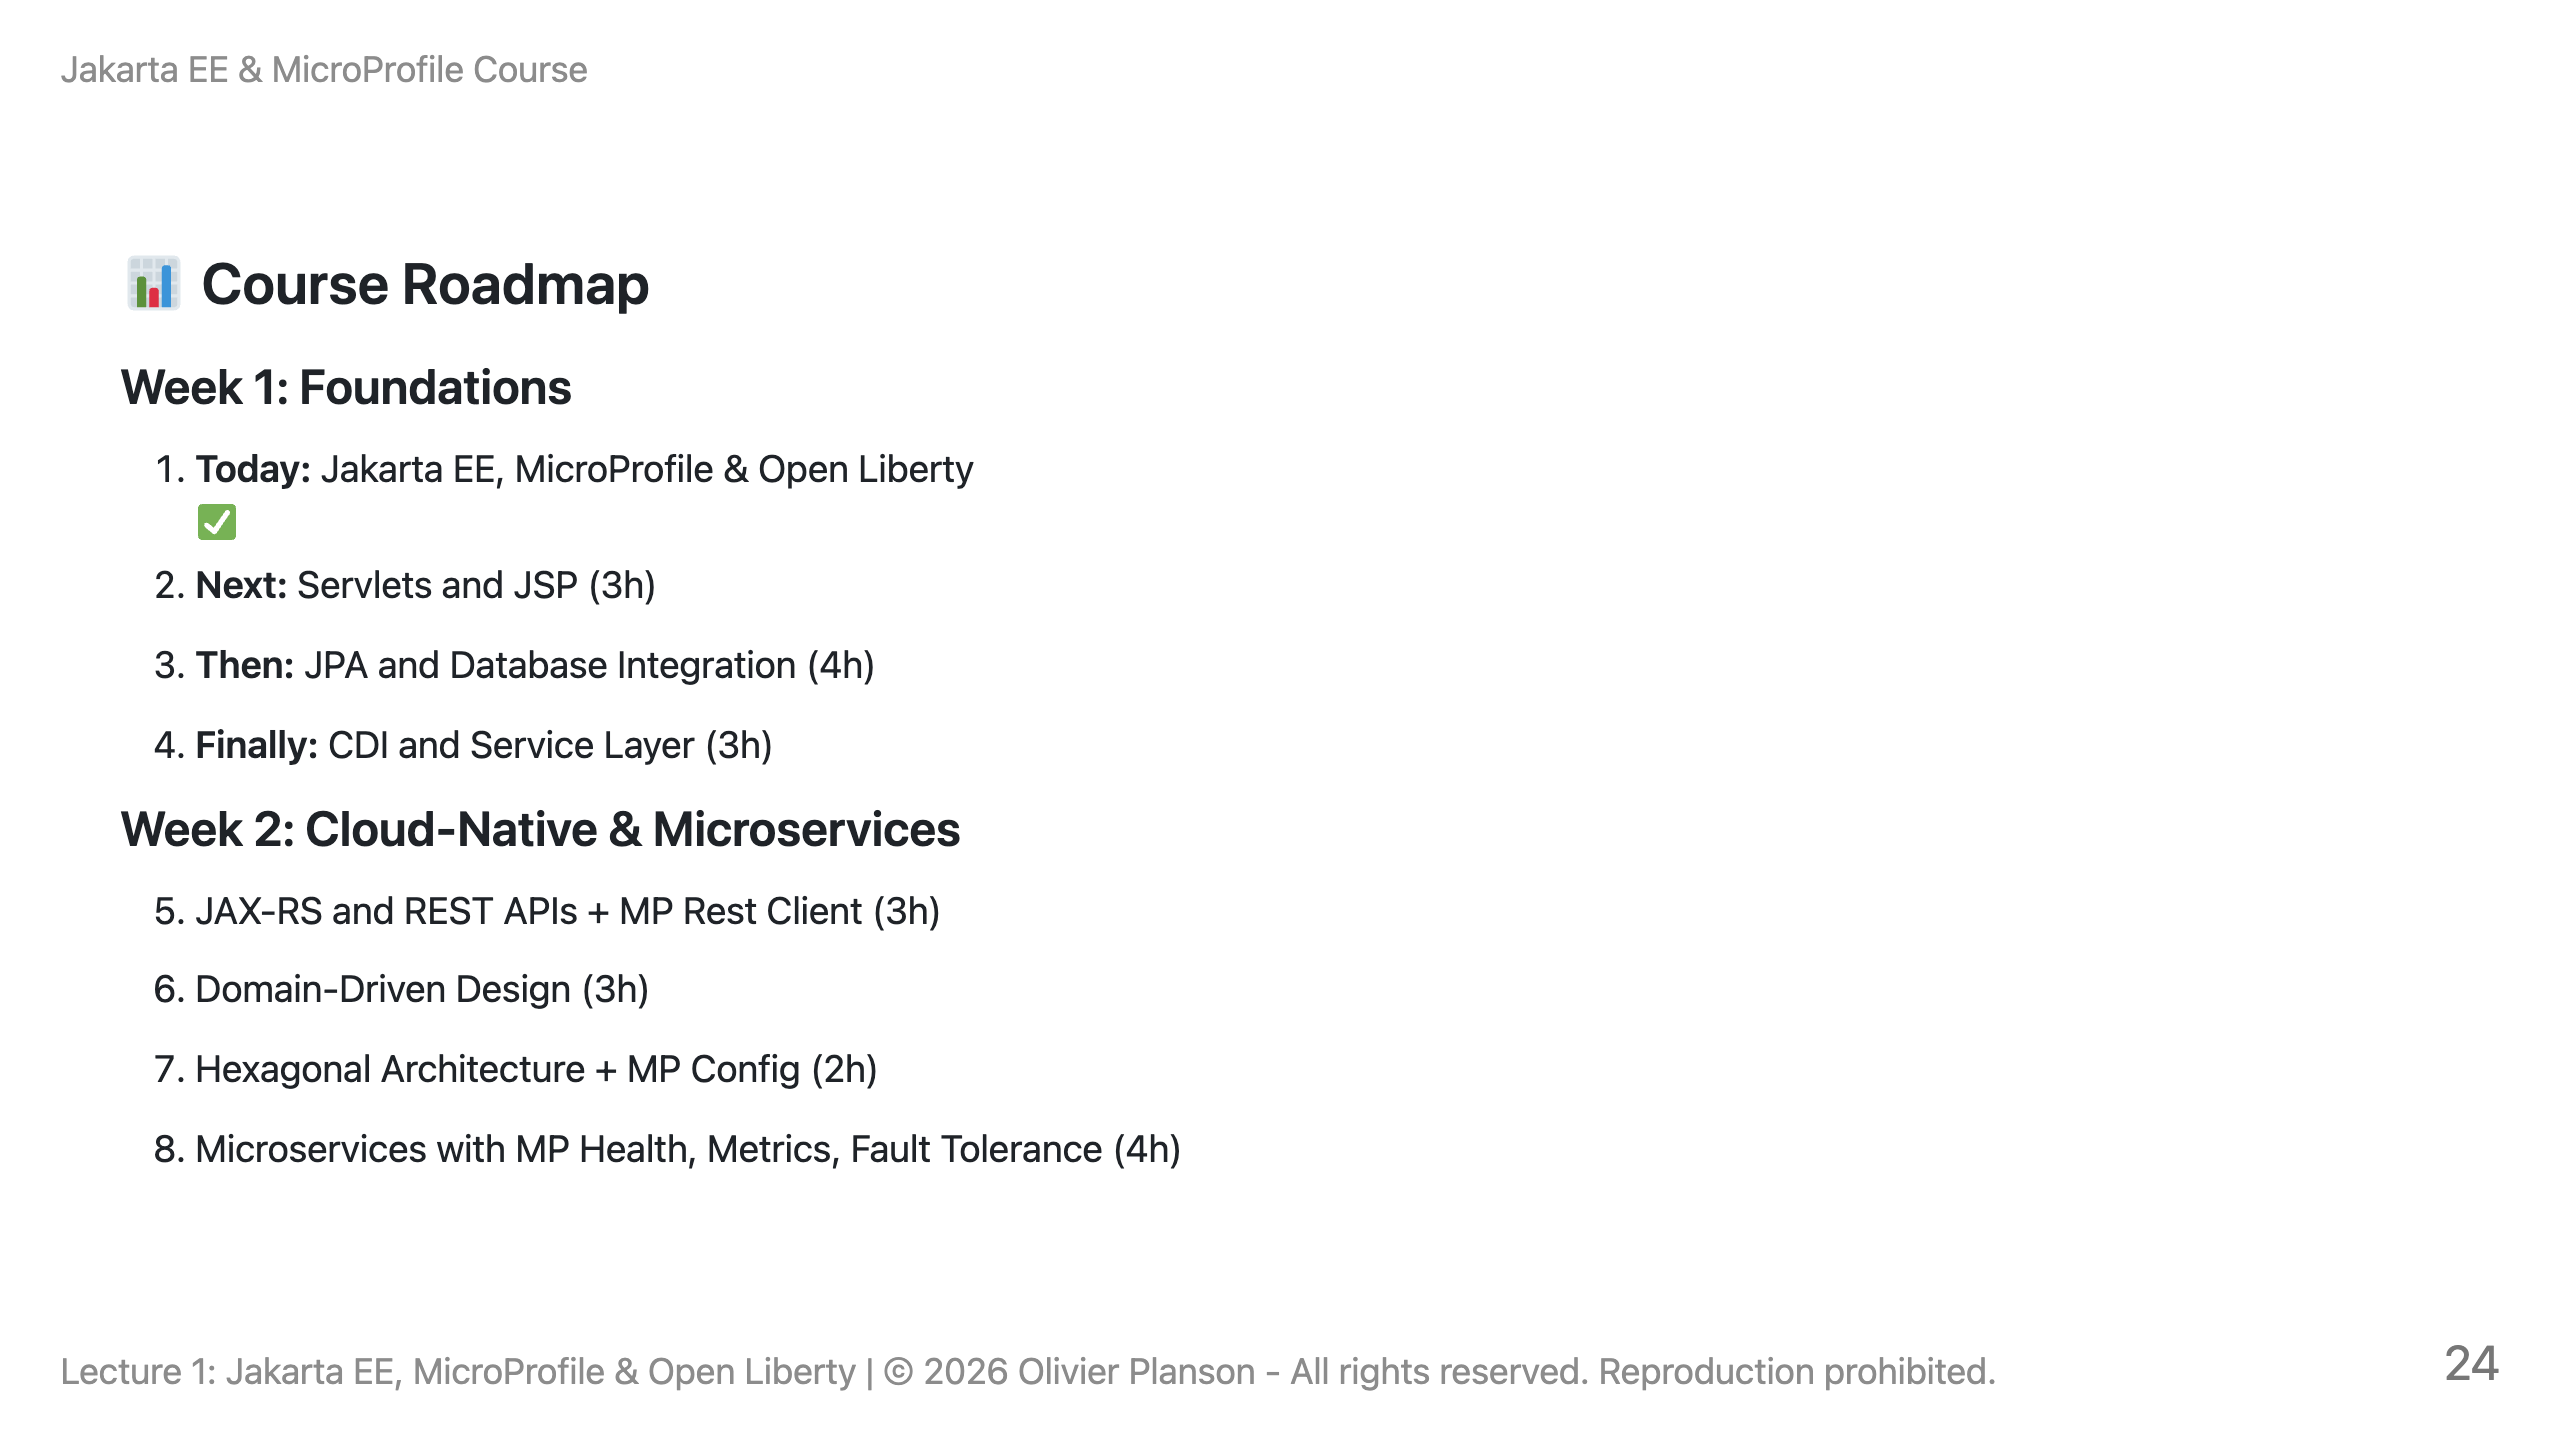 Jakarta EE & MicroProfile Course
📊 Course Roadmap
Week 1: Foundations
1. Today: Jakarta EE, MicroProfile & Open Liberty
✅
2. Next: Servlets and JSP (3h)
3. Then: JPA and Database Integration (4h)
4. Finally: CDI and Service Layer (3h)
Week 2: Cloud-Native & Microservices
5. JAX-RS and REST APIs + MP Rest Client (3h)
6. Domain-Driven Design (3h)
7. Hexagonal Architecture + MP Config (2h)
8. Microservices with MP Health, Metrics, Fault Tolerance (4h)
Lecture 1: Jakarta EE, MicroProfile & Open Liberty | © 2026 Olivier Planson - All rights reserved. Reproduction prohibited.
24